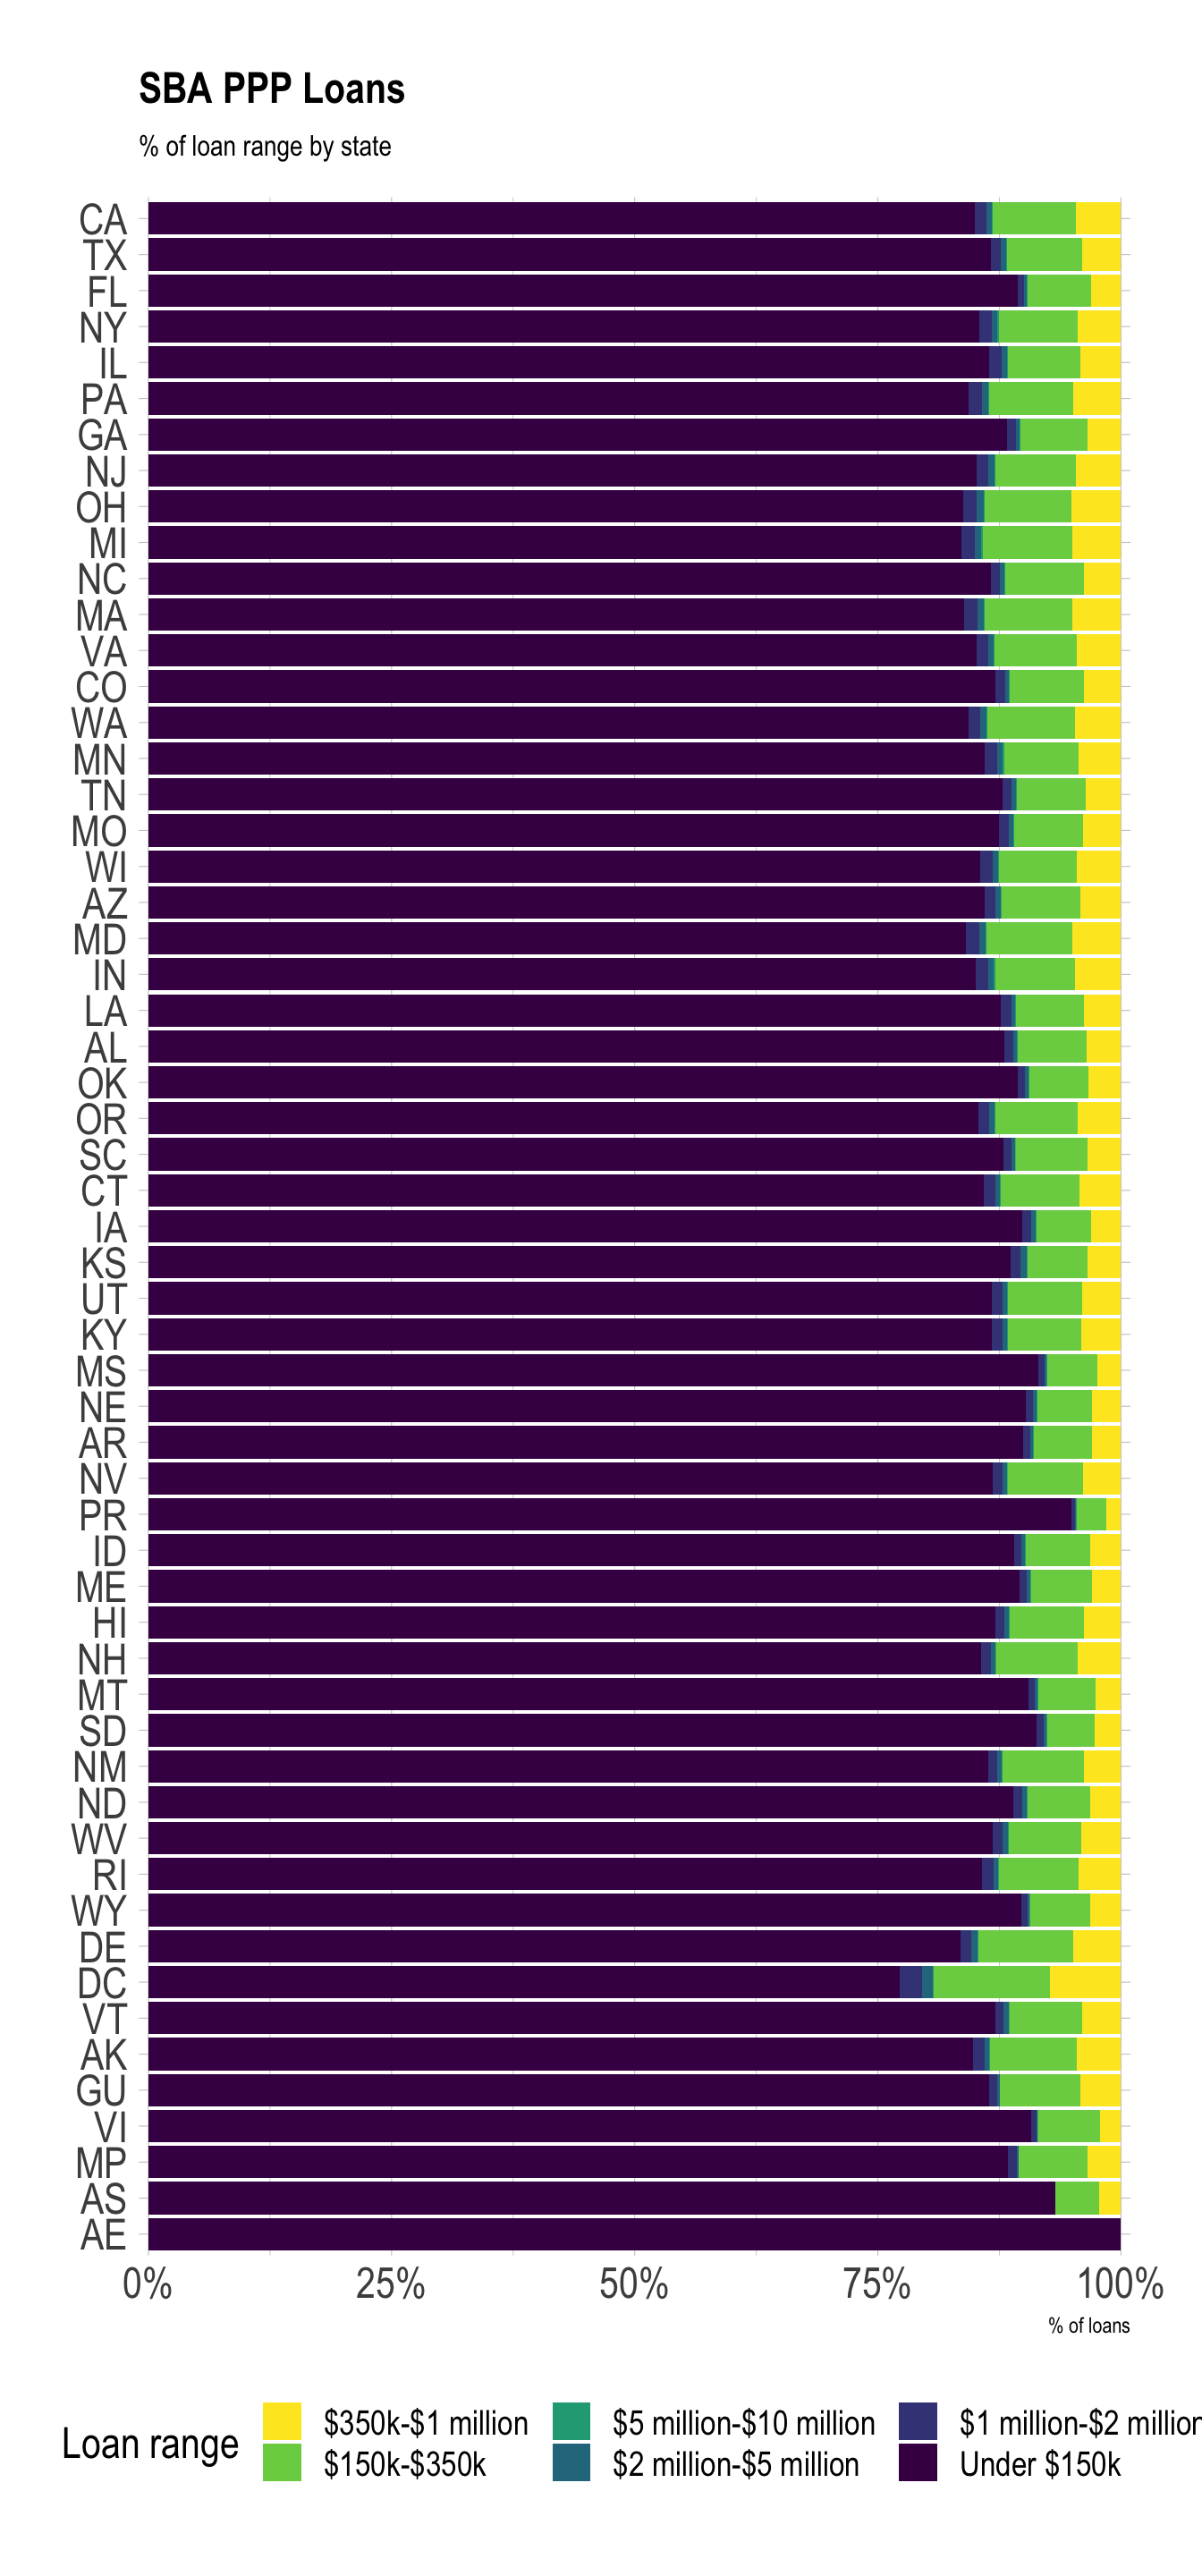 SBA PPP Loans
% of loan range by state
CA
TX
FL
NY
IL
PA
GA
NJ
OH
MI
NC
MA
VA
CO
WA
MN
TN
MO
WI
AZ
MD
IN
LA
AL
OK
OR
SC
CT
IA
KS
UT
KY
MS
NE
AR
NV
PR
ID
ME
HI
NH
MT
SD
NM
ND
WV
RI
WY
DE
DC
VT
AK
GU
VI
MP
AS
AE
0% 25% 50% 75% 100%
% of loans
Loan range
$350k-$1 million $5 million-$10 million $1 million-$2 million
$150k-$350k $2 million-$5 million Under $150k